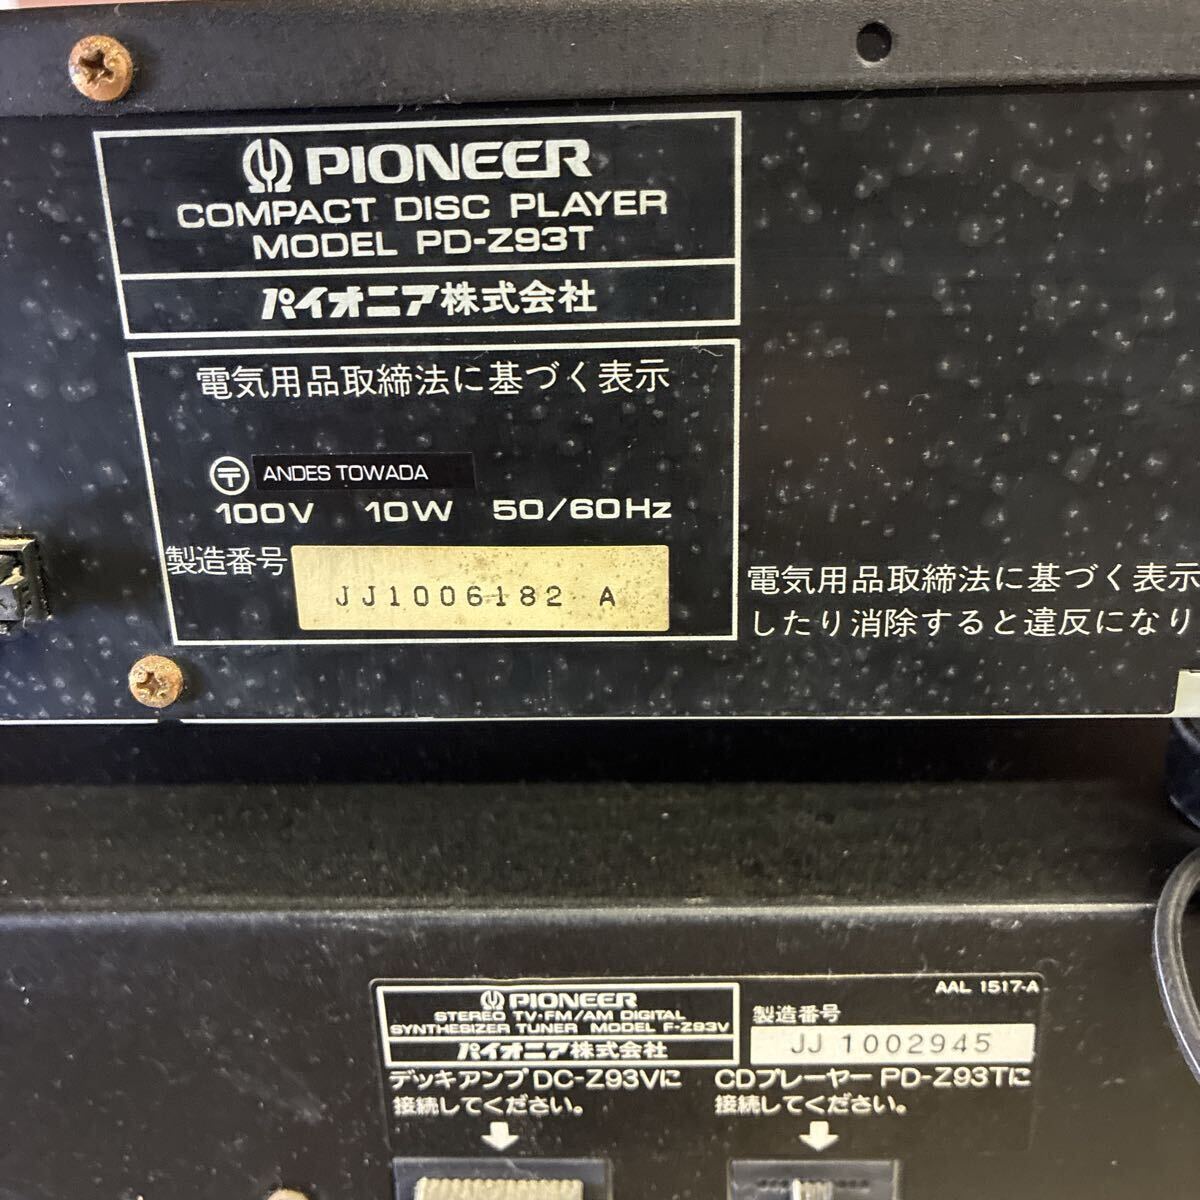 PIONEER
COMPACT DISC PLAYER
MODEL PD-Z93T
パイオニア株式会社
電気用品取締法に基づく表示
〒 ANDES TOWADA
100V 10W 50/60Hz
製造番号 JJ1006182 A
電気用品取締法に基づく表示
したり消除すると違反になり
AAL 1517-A
PIONEER
STEREO TV·FM/AM DIGITAL
SYNTHESIZER TUNER MODEL F-Z93V
パイオニア株式会社
製造番号
JJ 1002945
デッキアンプ DC-Z93Vに
接続してください。
CDプレーヤー PD-Z93Tに
接続してください。